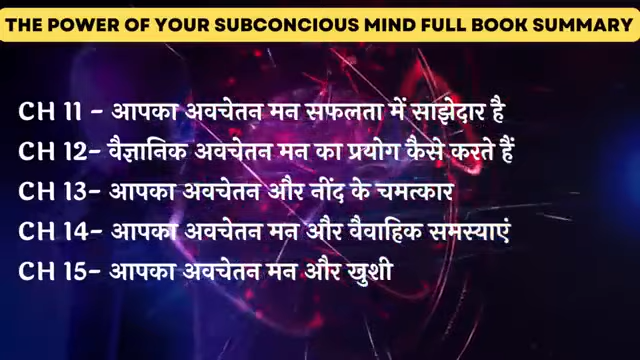 THE POWER OF YOUR SUBCONCIOUS MIND FULL BOOK SUMMARY
CH 11 - आपका अवचेतन मन सफलता में साझेदार है
CH 12- वैज्ञानिक अवचेतन मन का प्रयोग कैसे करते हैं
CH 13- आपका अवचेतन और नींद के चमत्कार
CH 14- आपका अवचेतन मन और वैवाहिक समस्याएं
CH 15- आपका अवचेतन मन और खुशी